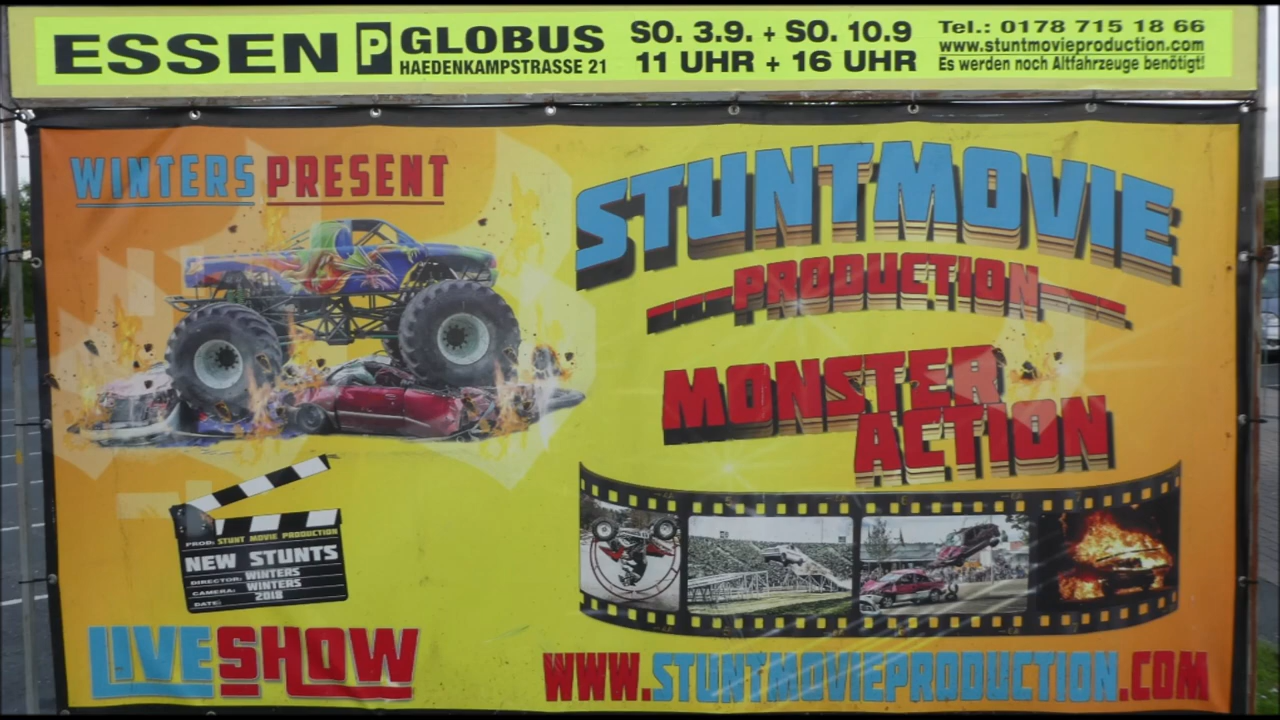 ESSEN P GLOBUS
HAEDENKAMPSTRASSE 21
SO. 3.9. + SO. 10.9
11 UHR + 16 UHR
Tel.: 0178 715 18 66
www.stuntmovieproduction.com
Es werden noch Altfahrzeuge benötigt!
WINTERS PRESENT
STUNTMOVIE
PRODUCTION
MONSTER
ACTION
PROD: STUNT MOVIE PRODUCTION
NEW STUNTS
DIRECTOR: WINTERS
CAMERA: WINTERS
DATE: 2018
LIVESHOW
WWW.STUNTMOVIEPRODUCTION.COM